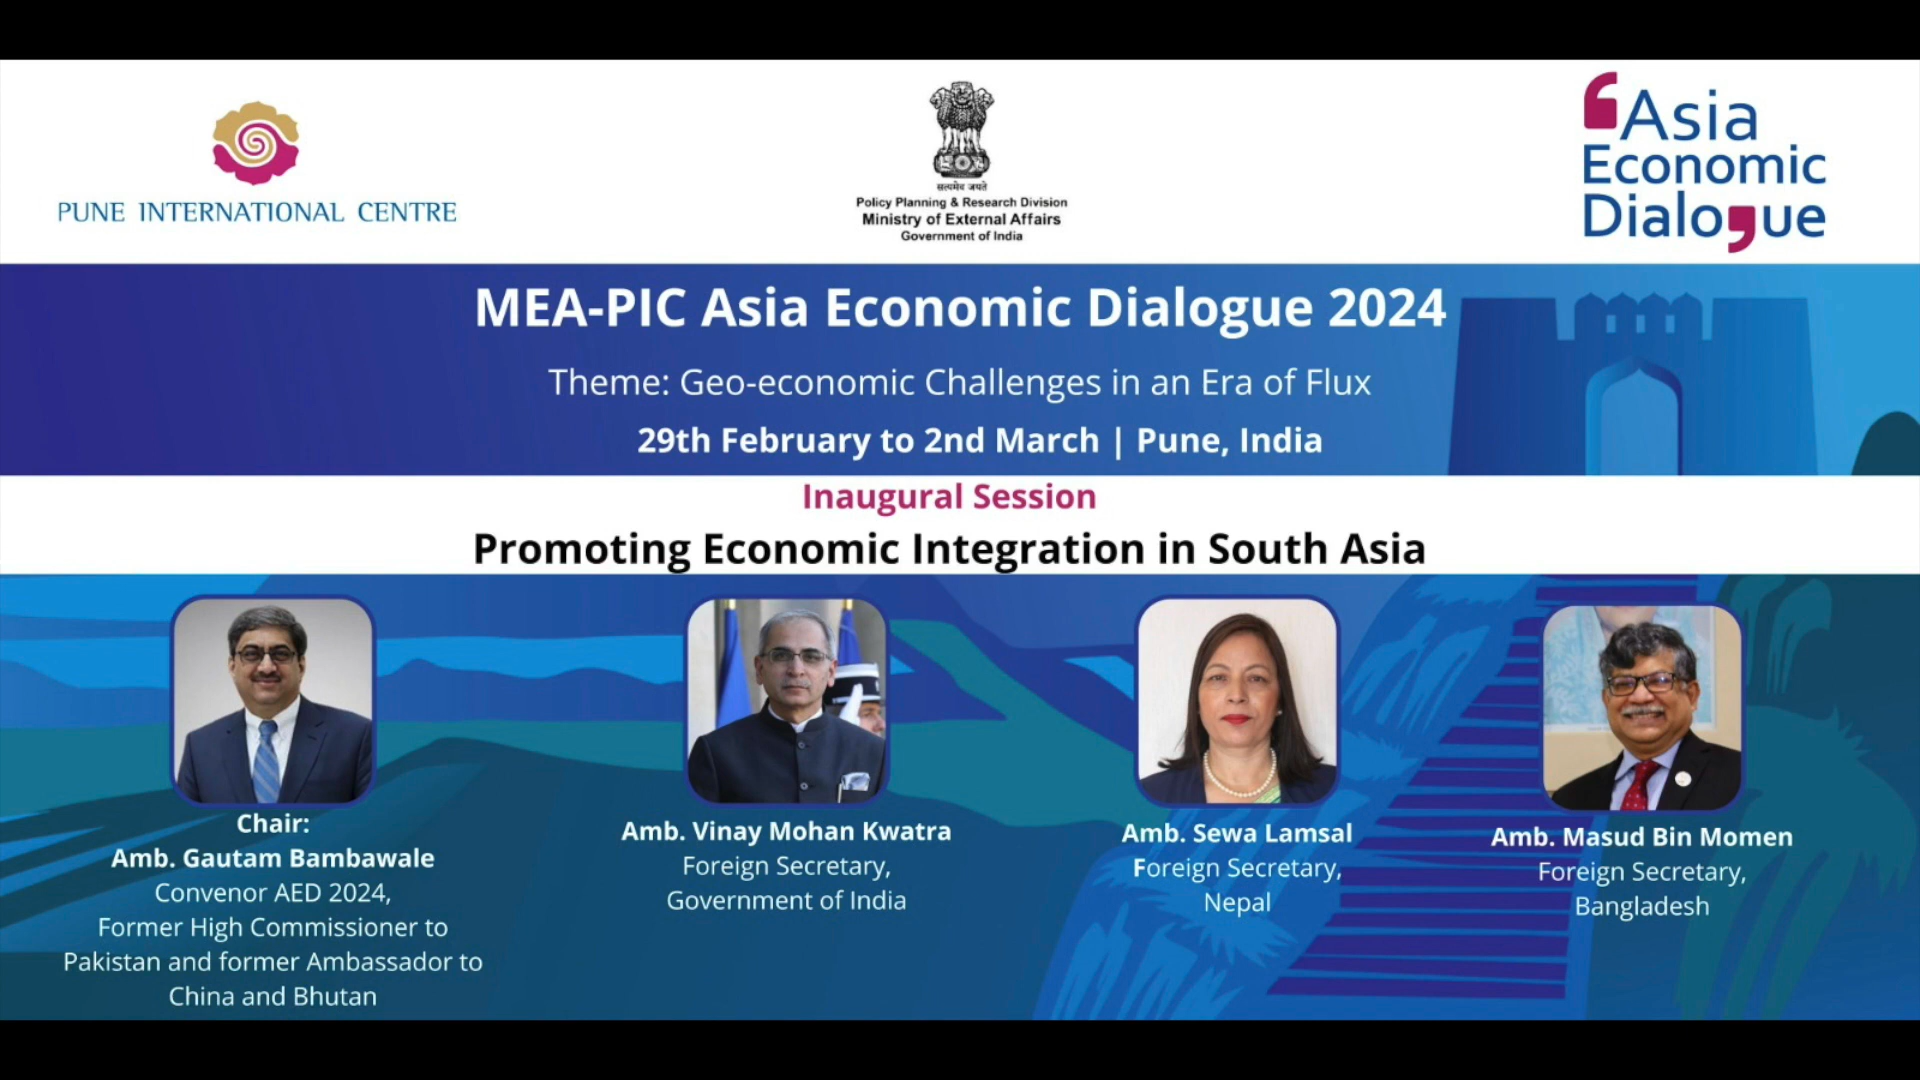 PUNE INTERNATIONAL CENTRE
सत्यमेव जयते
Policy Planning & Research Division
Ministry of External Affairs
Government of India
Asia
Economic
Dialogue
MEA-PIC Asia Economic Dialogue 2024
Theme: Geo-economic Challenges in an Era of Flux
29th February to 2nd March | Pune, India
Inaugural Session
Promoting Economic Integration in South Asia
Chair:
Amb. Gautam Bambawale
Convenor AED 2024,
Former High Commissioner to
Pakistan and former Ambassador to
China and Bhutan
Amb. Vinay Mohan Kwatra
Foreign Secretary,
Government of India
Amb. Sewa Lamsal
Foreign Secretary,
Nepal
Amb. Masud Bin Momen
Foreign Secretary,
Bangladesh